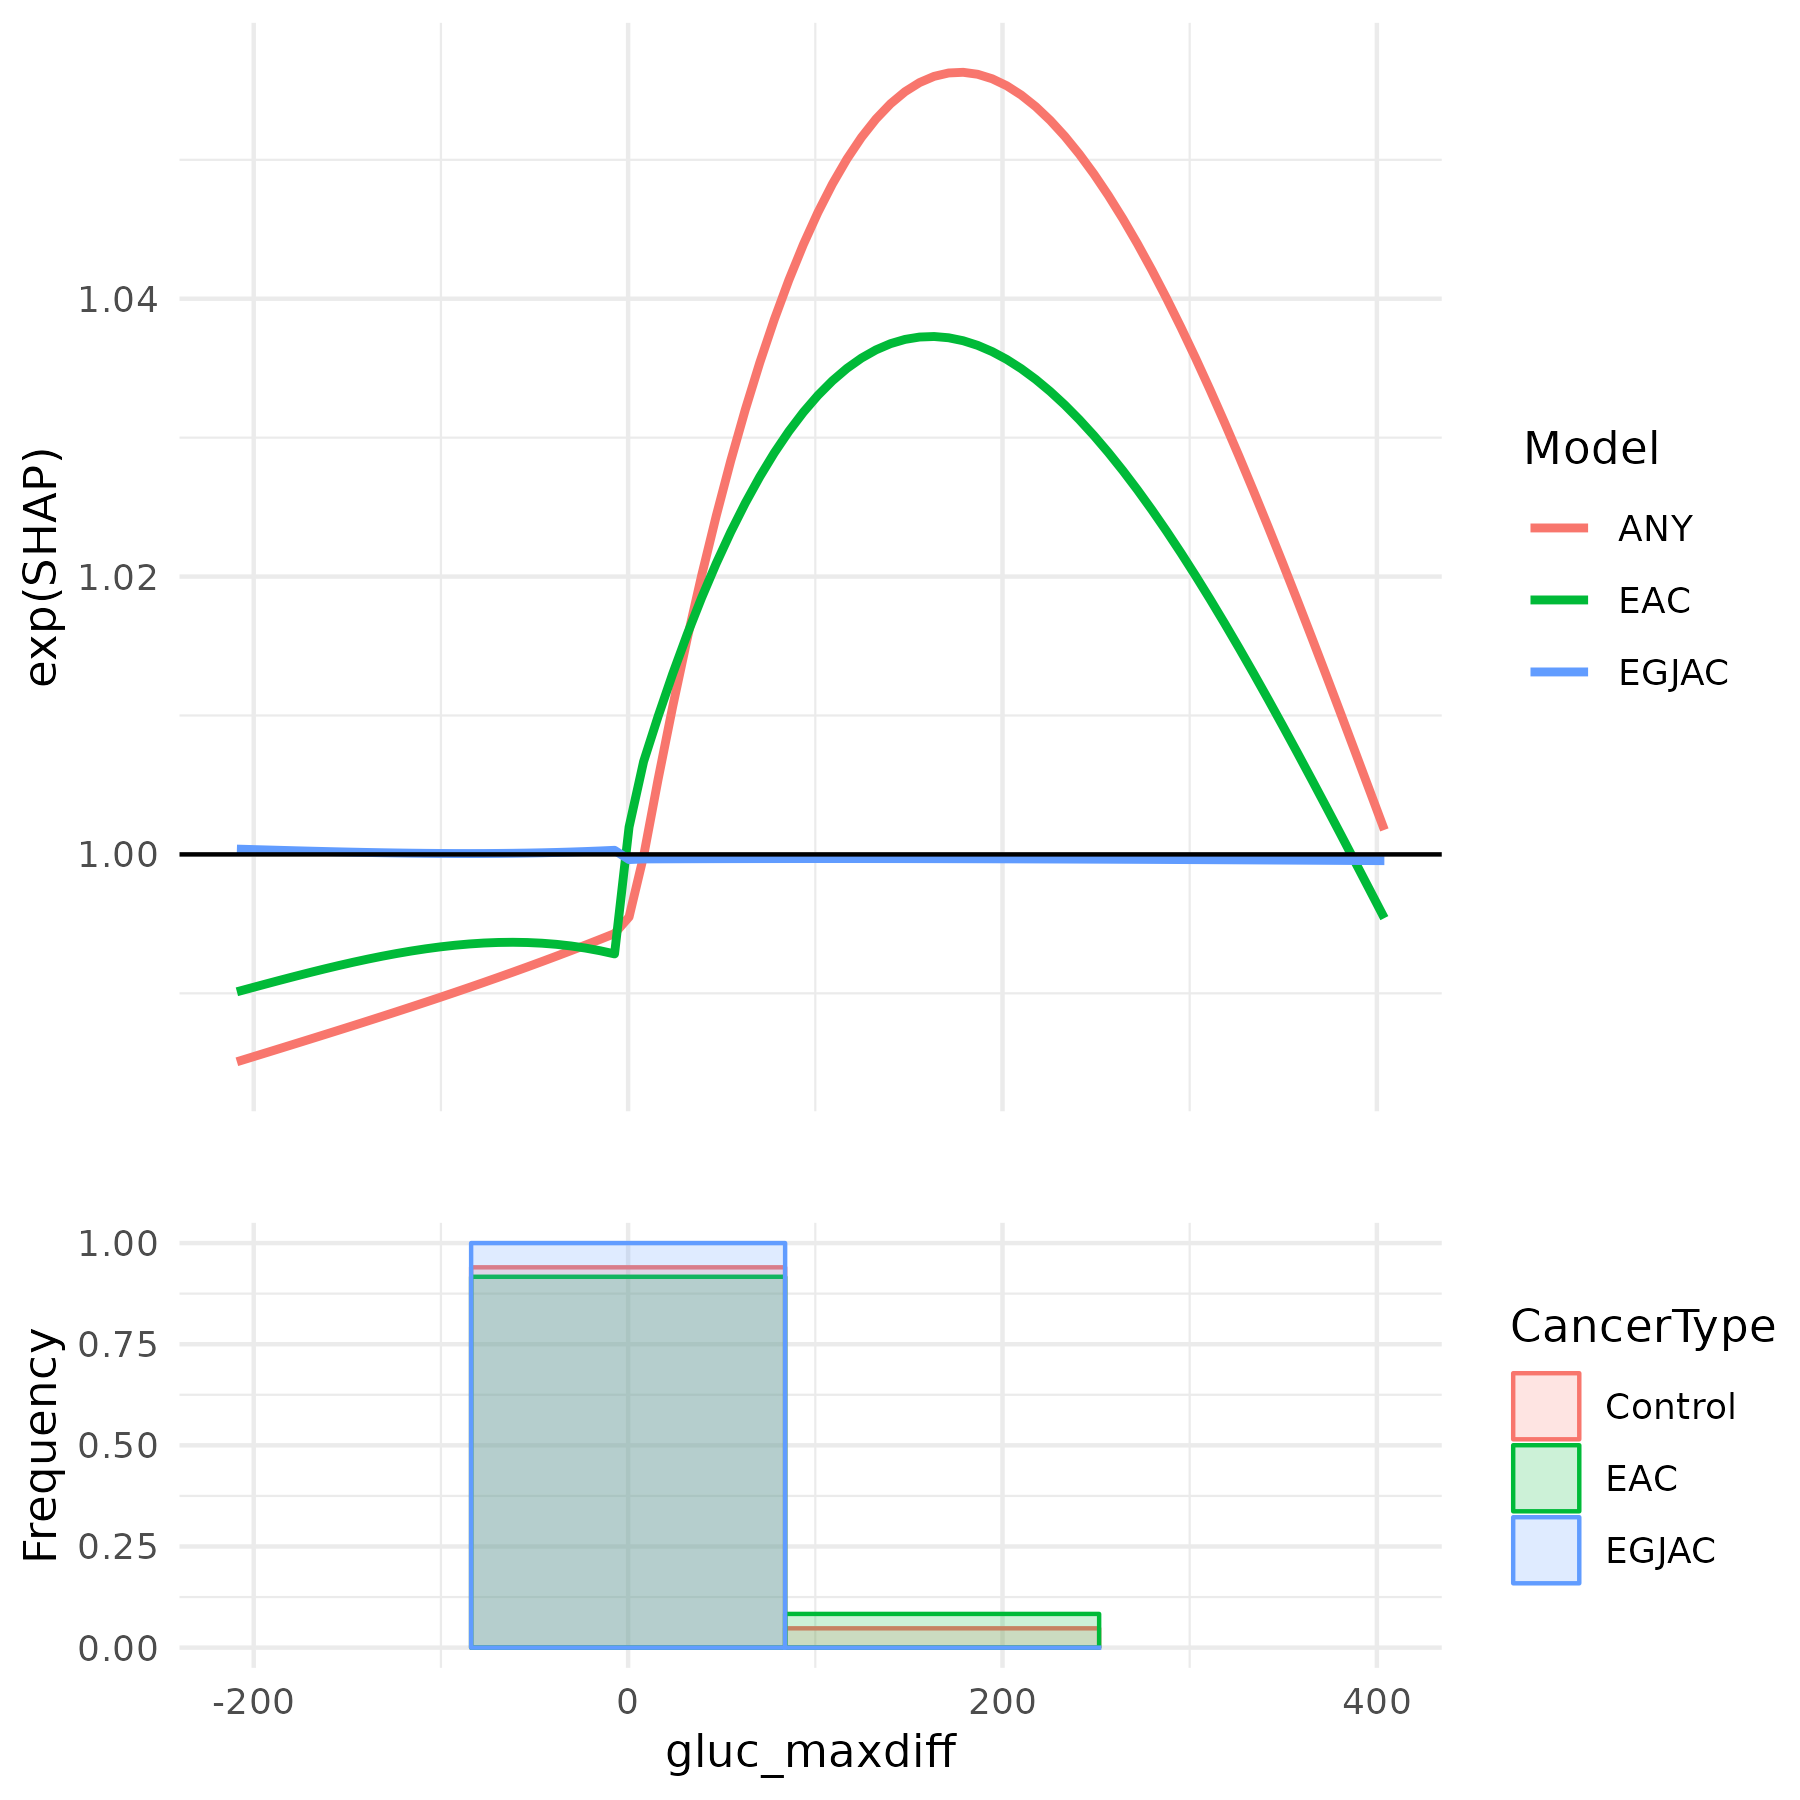 exp(SHAP)
1.04
1.02
1.00
Model
ANY
EAC
EGJAC
Frequency
1.00
0.75
0.50
0.25
0.00
-200
0
200
400
gluc_maxdiff
CancerType
Control
EAC
EGJAC